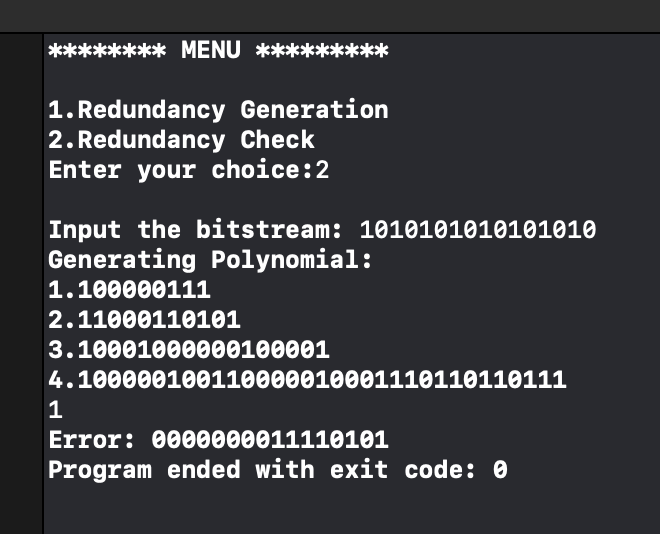 ******** MENU *********
1.Redundancy Generation
2.Redundancy Check
Enter your choice:2
Input the bitstream: 1010101010101010
Generating Polynomial:
1.100000111
2.11000110101
3.10001000000100001
4.100000100110000010001110110110111
1
Error: 0000000011110101
Program ended with exit code: 0